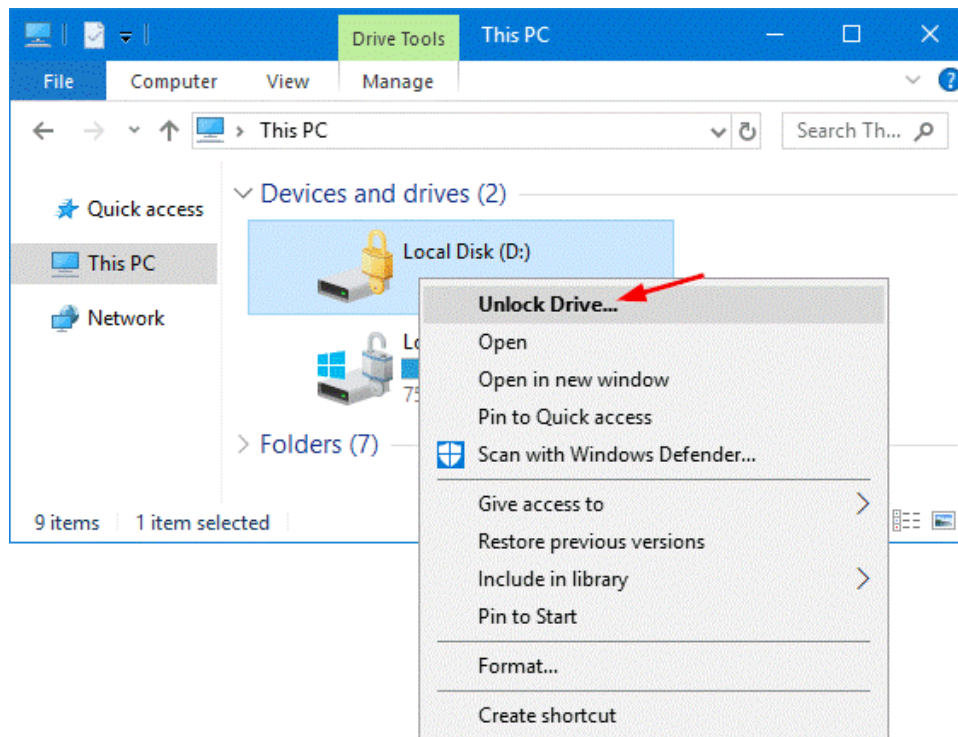 Drive Tools
This PC
File
Computer
View
Manage
?
This PC
Search Th...
Quick access
This PC
Network
Devices and drives (2)
Local Disk (D:)
Folders (7)
9 items
1 item selected
Unlock Drive...
Open
Open in new window
Pin to Quick access
Scan with Windows Defender...
Give access to
Restore previous versions
Include in library
Pin to Start
Format...
Create shortcut